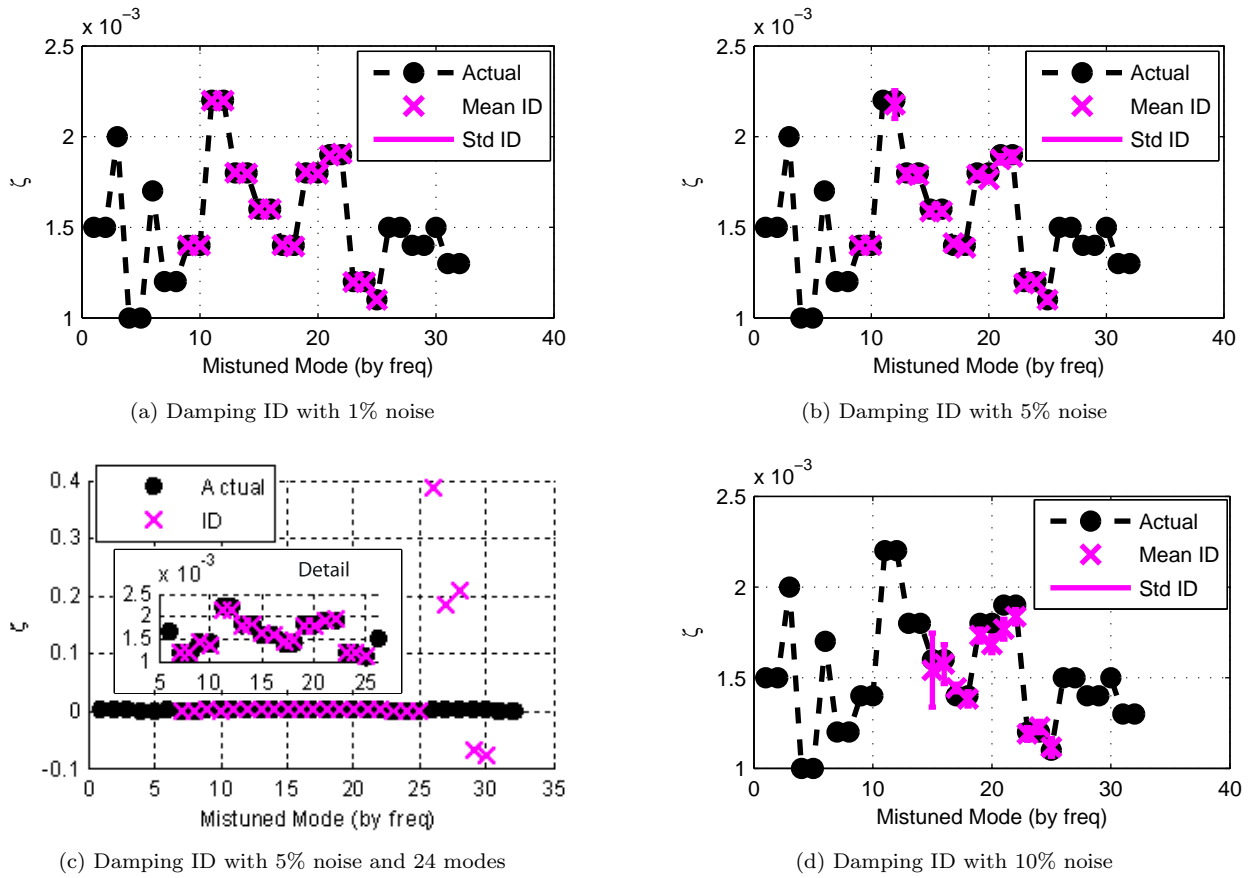 x 10⁻³
2.5
2
1.5
1
0
10
20
30
40
ζ
Mistuned Mode (by freq)
Actual
Mean ID
Std ID
(a) Damping ID with 1% noise
x 10⁻³
2.5
2
1.5
1
0
10
20
30
40
ζ
Mistuned Mode (by freq)
Actual
Mean ID
Std ID
(b) Damping ID with 5% noise
0.4
0.3
0.2
0.1
0
-0.1
0
5
10
15
20
25
30
35
ζ
Mistuned Mode (by freq)
Actual
ID
x 10⁻³
Detail
2.5
2
1.5
1
5
10
15
20
25
(c) Damping ID with 5% noise and 24 modes
x 10⁻³
2.5
2
1.5
1
0
10
20
30
40
ζ
Mistuned Mode (by freq)
Actual
Mean ID
Std ID
(d) Damping ID with 10% noise